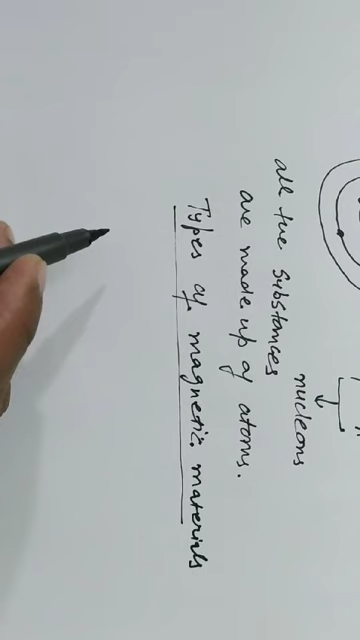 nucleons
all the substances
are made up of atoms.
Types of magnetic materials